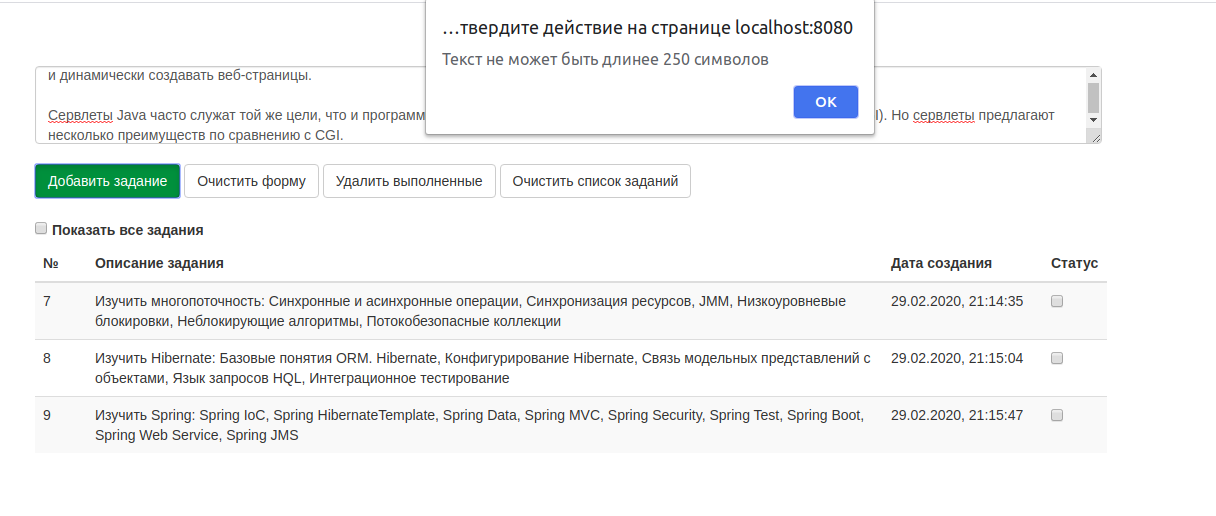 …твердите действие на странице localhost:8080
Текст не может быть длинее 250 символов
OK
и динамически создавать веб-страницы.
Сервлеты Java часто служат той же цели, что и програм
I). Но сервлеты предлагают
несколько преимуществ по сравнению с CGI.
Добавить задание
Очистить форму
Удалить выполненные
Очистить список заданий
Показать все задания
№ Описание задания Дата создания Статус
7 Изучить многопоточность: Синхронные и асинхронные операции, Синхронизация ресурсов, JMM, Низкоуровневые 29.02.2020, 21:14:35
блокировки, Неблокирующие алгоритмы, Потокобезопасные коллекции
8 Изучить Hibernate: Базовые понятия ORM. Hibernate, Конфигурирование Hibernate, Связь модельных представлений с 29.02.2020, 21:15:04
объектами, Язык запросов HQL, Интеграционное тестирование
9 Изучить Spring: Spring IoC, Spring HibernateTemplate, Spring Data, Spring MVC, Spring Security, Spring Test, Spring Boot, 29.02.2020, 21:15:47
Spring Web Service, Spring JMS